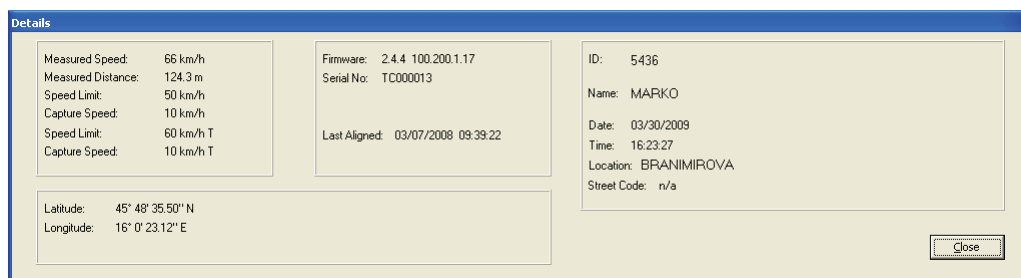 Details
Measured Speed: 66 km/h
Measured Distance: 124.3 m
Speed Limit: 50 km/h
Capture Speed: 10 km/h
Speed Limit: 60 km/h T
Capture Speed: 10 km/h T
Firmware: 2.4.4 100.200.1.17
Serial No: TC000013
Last Aligned: 03/07/2008 09:39:22
ID: 5436
Name: MARKO
Date: 03/30/2009
Time: 16:23:27
Location: BRANIMIROVA
Street Code: n/a
Latitude: 45° 48' 35.50'' N
Longitude: 16° 0' 23.12'' E
Close